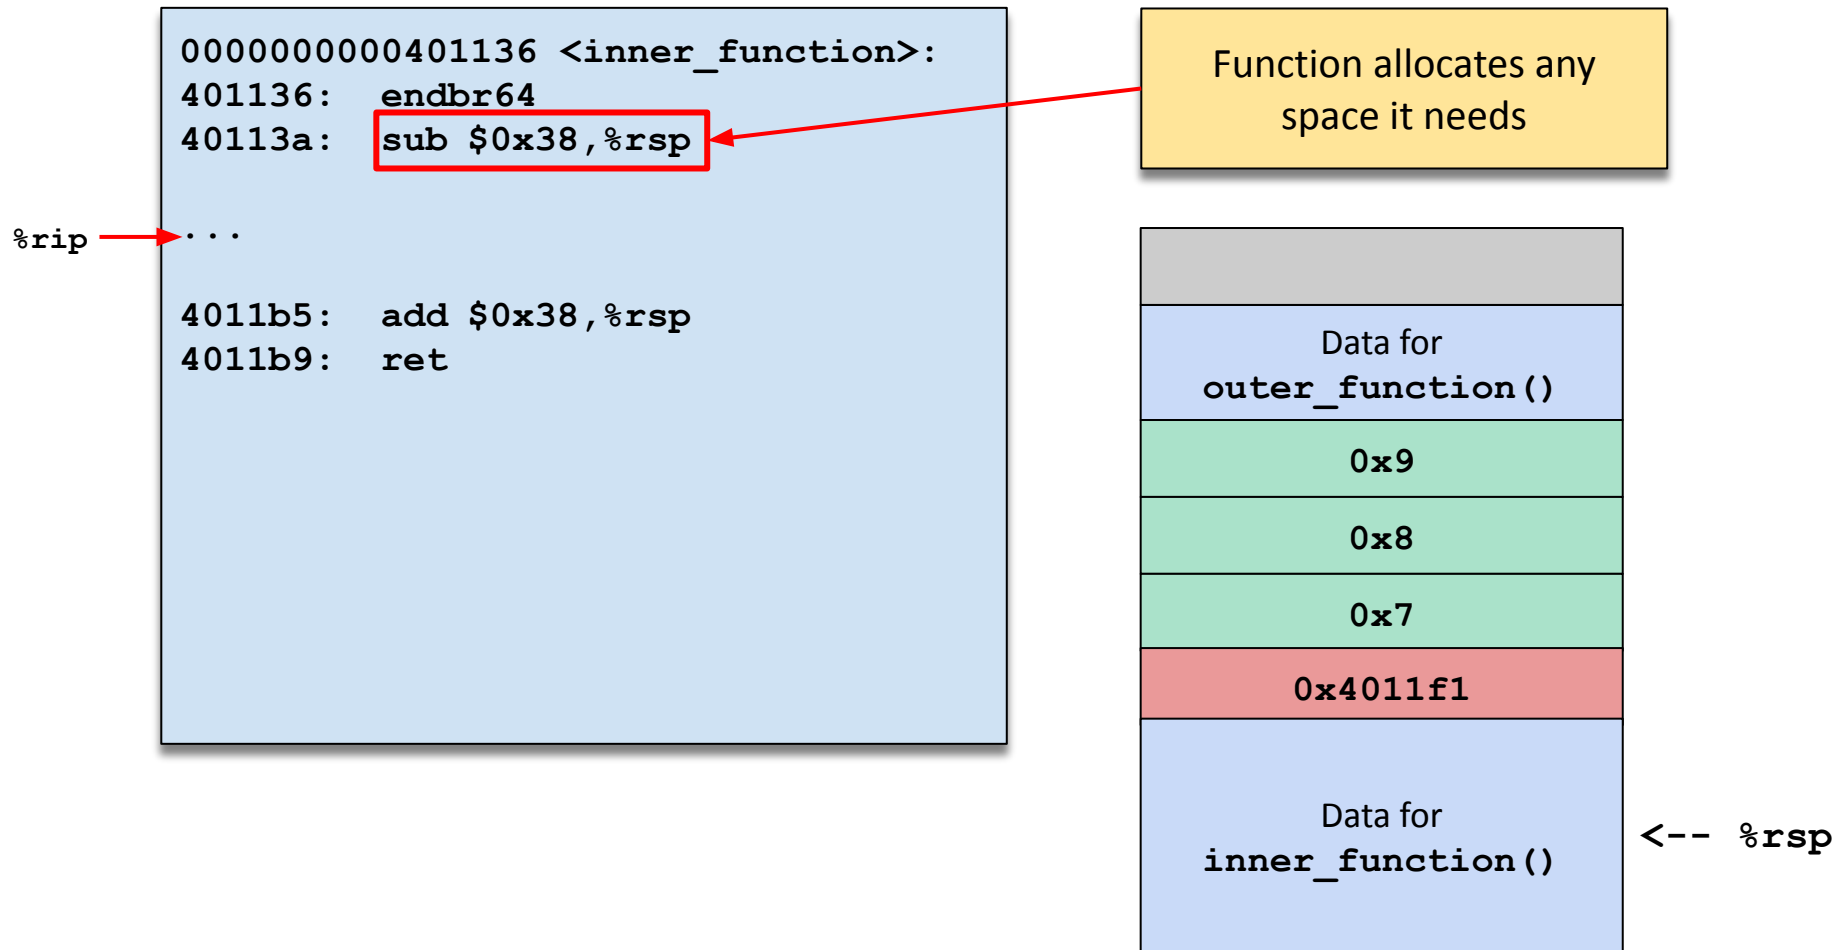 0000000000401136 <inner_function>:
401136: endbr64
40113a: sub $0x38,%rsp
%rip
...
4011b5: add $0x38,%rsp
4011b9: ret
Function allocates any
space it needs
Data for
outer_function()
0x9
0x8
0x7
0x4011f1
Data for
inner_function()
<-- %rsp